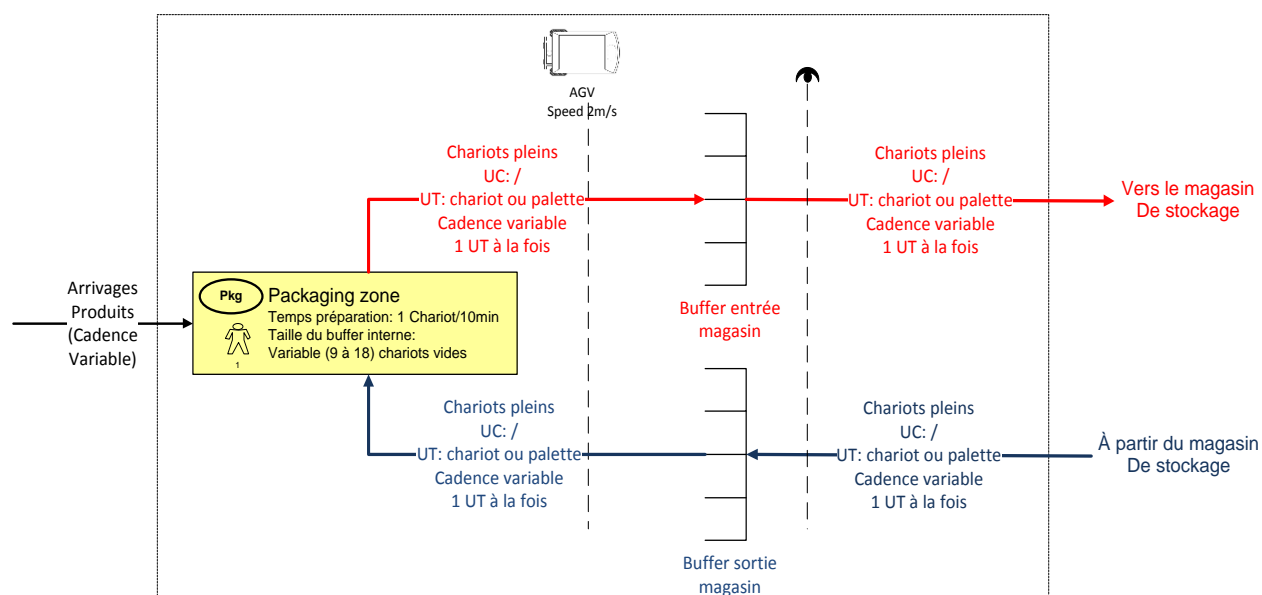 AGV
Speed 2m/s
Chariots pleins
UC: /
UT: chariot ou palette
Cadence variable
1 UT à la fois
Chariots pleins
UC: /
UT: chariot ou palette
Cadence variable
1 UT à la fois
Vers le magasin
De stockage
Arrivages
Produits
(Cadence
Variable)
Pkg
Packaging zone
Temps préparation: 1 Chariot/10min
Taille du buffer interne:
Variable (9 à 18) chariots vides
1
Buffer entrée
magasin
Chariots pleins
UC: /
UT: chariot ou palette
Cadence variable
1 UT à la fois
Chariots pleins
UC: /
UT: chariot ou palette
Cadence variable
1 UT à la fois
À partir du magasin
De stockage
Buffer sortie
magasin